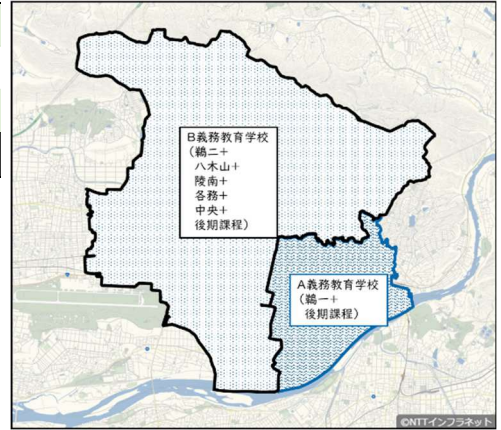 B義務教育学校
(鵜二+
八木山+
陵南+
各務+
中央+
後期課程)
A義務教育学校
(鵜一+
後期課程)
©NTTインフラネット